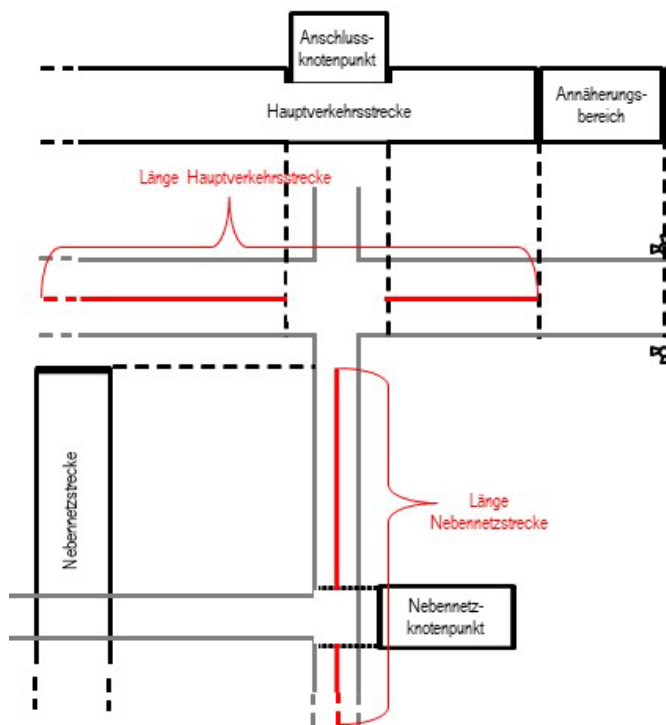 Anschluss-
knotenpunkt
Hauptverkehrsstrecke
Annäherungs-
bereich
Länge Hauptverkehrsstrecke
Nebennetzstrecke
Länge
Nebennetzstrecke
Nebennetz-
knotenpunkt